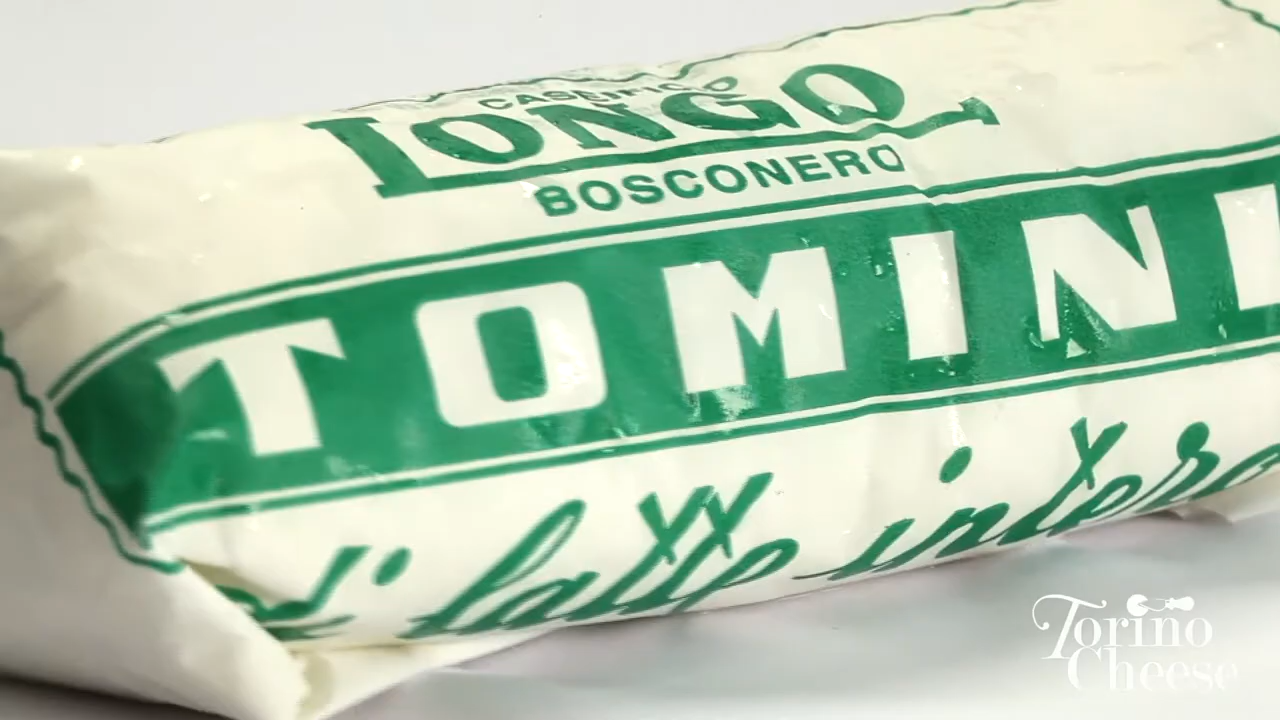 CASEIFICIO
LONGO
BOSCONERO
TOMINI
di latte intero
Torino
Cheese